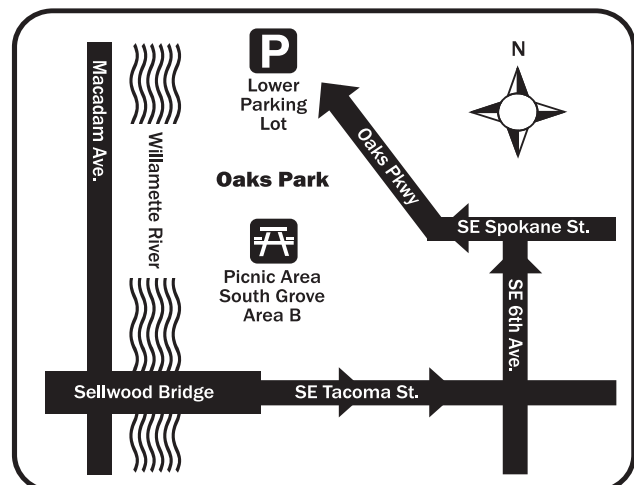 P
Lower
Parking
Lot
N
Macadam Ave.
Willamette River
Oaks Pkwy
Oaks Park
SE Spokane St.
Picnic Area
South Grove
Area B
SE 6th Ave.
Sellwood Bridge
SE Tacoma St.